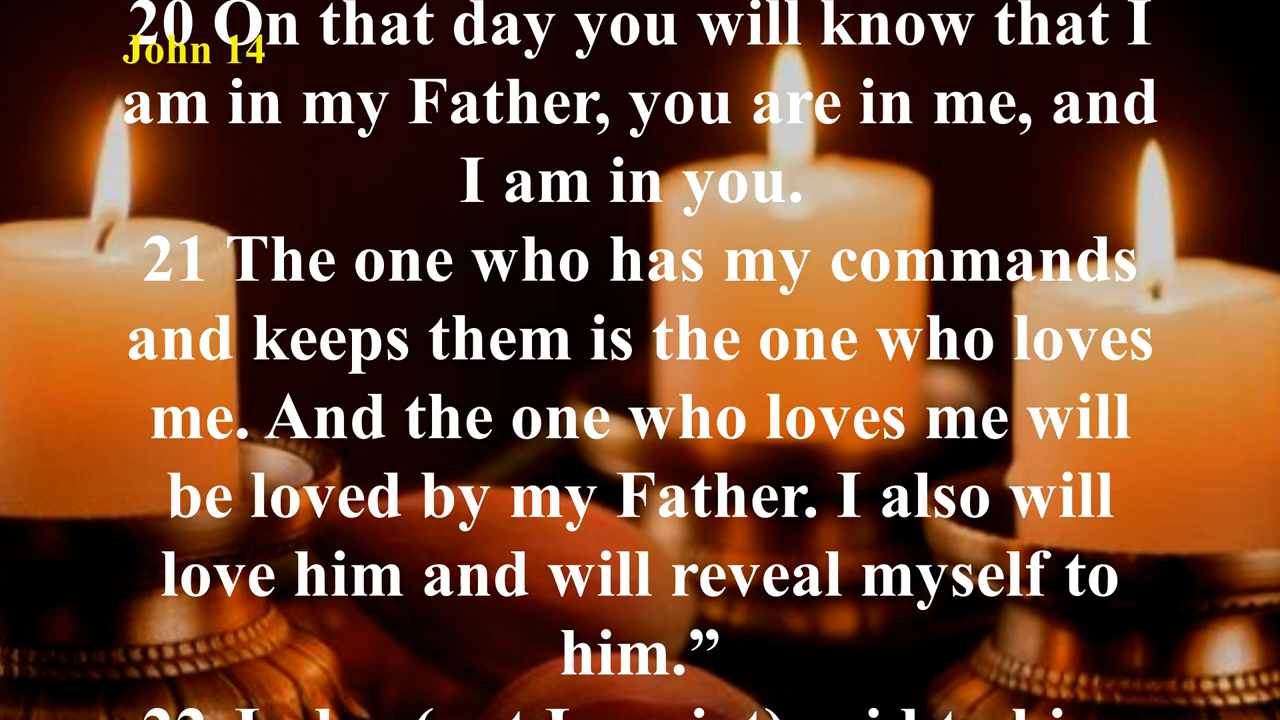 20 On that day you will know that I
John 14
am in my Father, you are in me, and
I am in you.
21 The one who has my commands
and keeps them is the one who loves
me. And the one who loves me will
be loved by my Father. I also will
love him and will reveal myself to
him.”